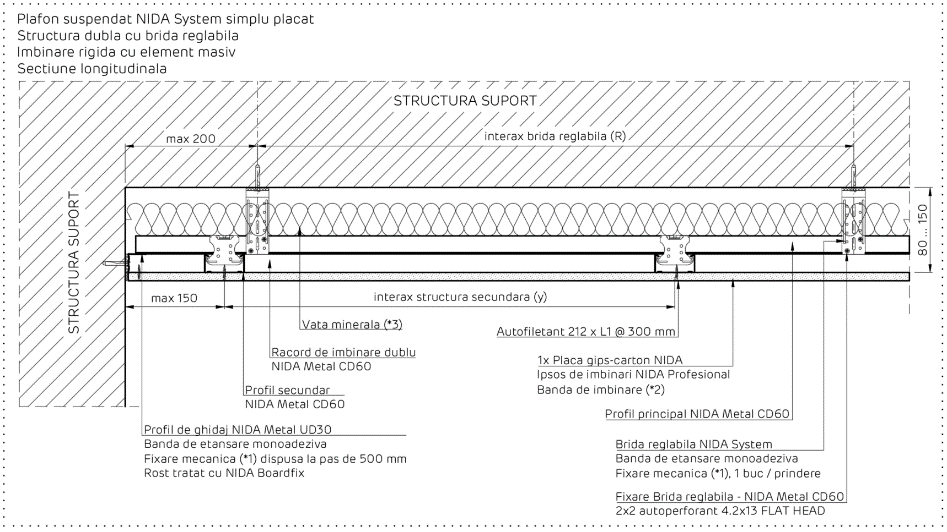 Plafon suspendat NIDA System simplu placat
Structura dubla cu brida reglabila
Imbinare rigida cu element masiv
Sectiune longitudinala
STRUCTURA SUPORT
max 200
interax brida reglabila (R)
STRUCTURA SUPORT
80 ... 150
max 150
interax structura secundara (y)
Vata minerala (*3)
Autofiletant 212 x L1 @ 300 mm
Racord de imbinare dublu
NIDA Metal CD60
1x Placa gips-carton NIDA
Ipsos de imbinari NIDA Profesional
Banda de imbinare (*2)
Profil secundar
NIDA Metal CD60
Profil principal NIDA Metal CD60
Profil de ghidaj NIDA Metal UD30
Banda de etansare monoadeziva
Fixare mecanica (*1) dispusa la pas de 500 mm
Rost tratat cu NIDA Boardfix
Brida reglabila NIDA System
Banda de etansare monoadeziva
Fixare mecanica (*1), 1 buc / prindere
Fixare Brida reglabila - NIDA Metal CD60
2x2 autoperforant 4.2x13 FLAT HEAD